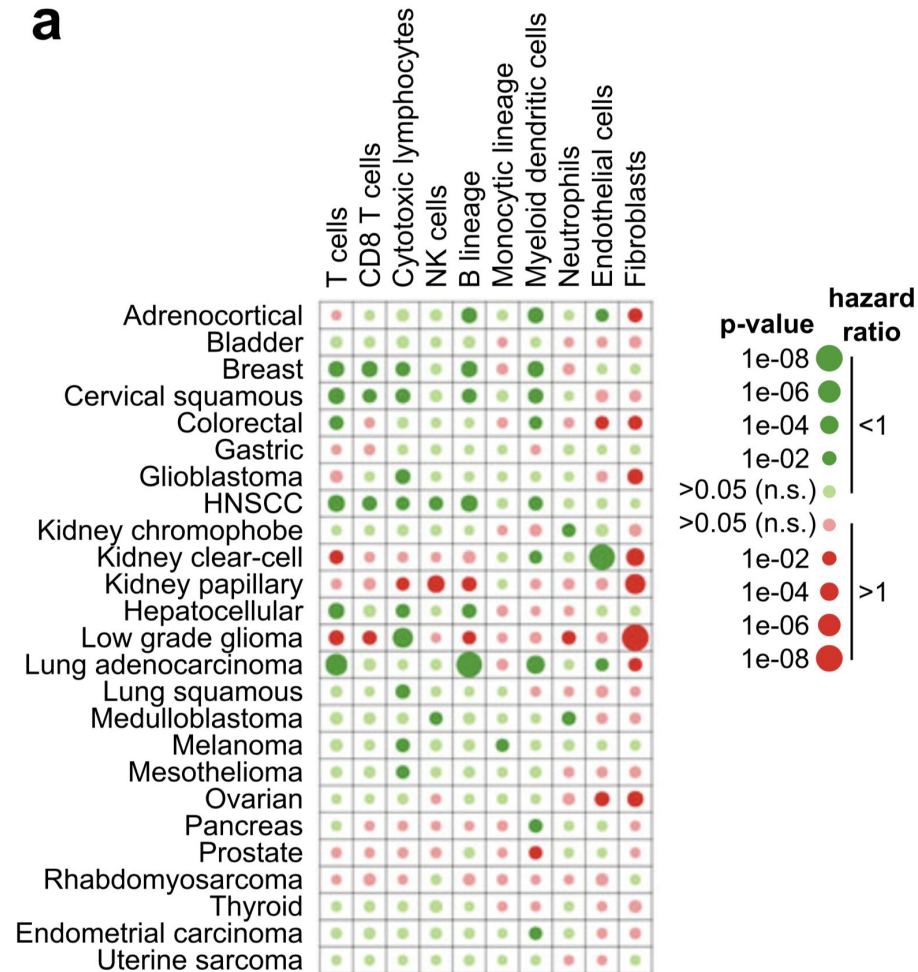 a
T cells
CD8 T cells
Cytotoxic lymphocytes
NK cells
B lineage
Monocytic lineage
Myeloid dendritic cells
Neutrophils
Endothelial cells
Fibroblasts
Adrenocortical
Bladder
Breast
Cervical squamous
Colorectal
Gastric
Glioblastoma
HNSCC
Kidney chromophobe
Kidney clear-cell
Kidney papillary
Hepatocellular
Low grade glioma
Lung adenocarcinoma
Lung squamous
Medulloblastoma
Melanoma
Mesothelioma
Ovarian
Pancreas
Prostate
Rhabdomyosarcoma
Thyroid
Endometrial carcinoma
Uterine sarcoma
p-value
hazard
ratio
1e-08
1e-06
1e-04
1e-02
>0.05 (n.s.)
<1
>0.05 (n.s.)
1e-02
1e-04
1e-06
1e-08
>1